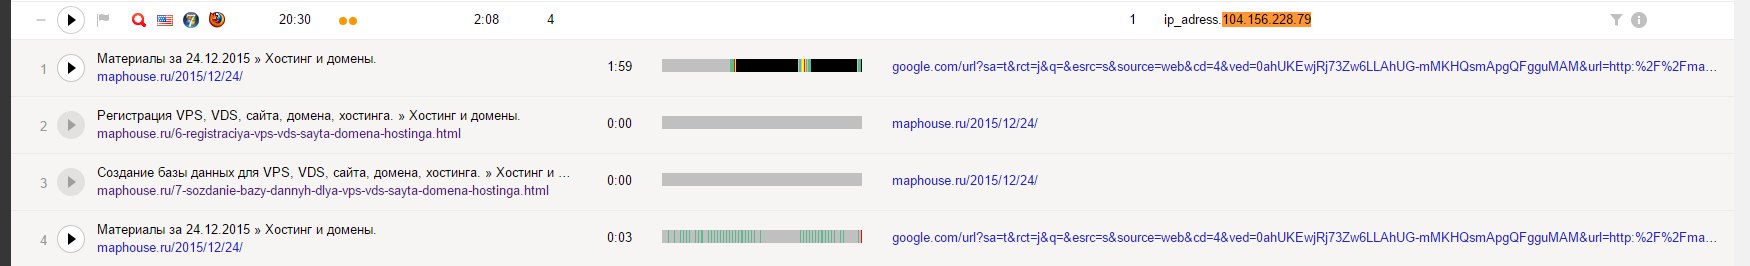 20:30 2:08 4 1 ip_adress.104.156.228.79
1 Материалы за 24.12.2015 » Хостинг и домены.
maphouse.ru/2015/12/24/
1:59 google.com/url?sa=t&rct=j&q=&esrc=s&source=web&cd=4&ved=0ahUKEwjRj73Zw6LLAhUG-mMKHQsmApgQFgguMAM&url=http:%2F%2Fma...
2 Регистрация VPS, VDS, сайта, домена, хостинга. » Хостинг и домены.
maphouse.ru/6-registraciya-vps-vds-sayta-domena-hostinga.html
0:00 maphouse.ru/2015/12/24/
3 Создание базы данных для VPS, VDS, сайта, домена, хостинга. » Хостинг и ...
maphouse.ru/7-sozdanie-bazy-dannyh-dlya-vps-vds-sayta-domena-hostinga.html
0:00 maphouse.ru/2015/12/24/
4 Материалы за 24.12.2015 » Хостинг и домены.
maphouse.ru/2015/12/24/
0:03 google.com/url?sa=t&rct=j&q=&esrc=s&source=web&cd=4&ved=0ahUKEwjRj73Zw6LLAhUG-mMKHQsmApgQFgguMAM&url=http:%2F%2Fma...